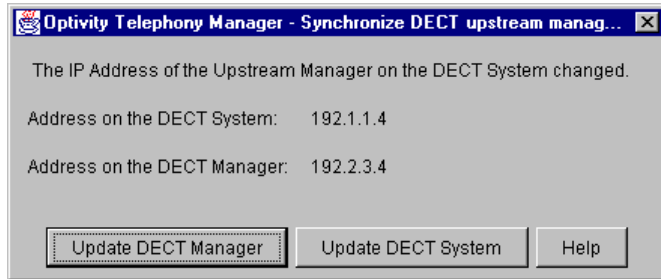 Optivity Telephony Manager - Synchronize DECT upstream manag...
The IP Address of the Upstream Manager on the DECT System changed.
Address on the DECT System: 192.1.1.4
Address on the DECT Manager: 192.2.3.4
Update DECT Manager Update DECT System Help